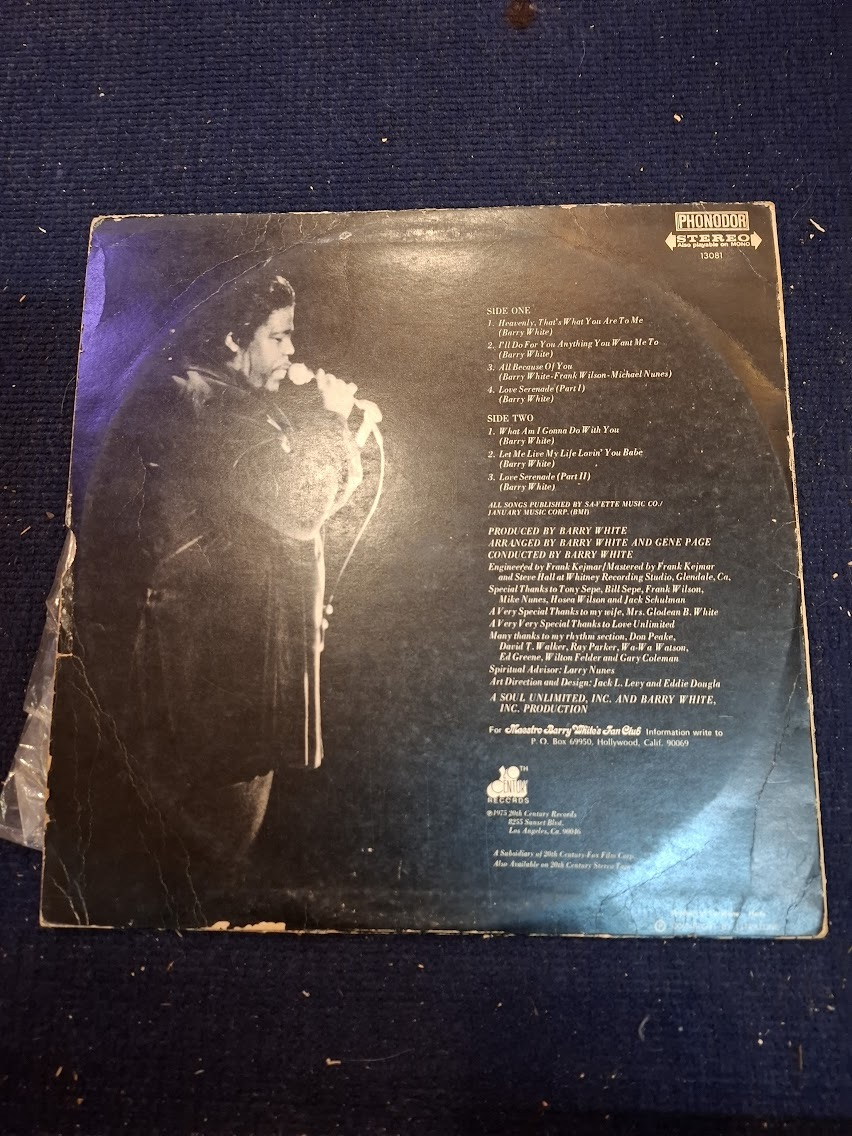 PHONODOR
STEREO
Also playable on MONO
13081
SIDE ONE
1. Heavenly, That's What You Are To Me
(Barry White)
2. I'll Do For You Anything You Want Me To
(Barry White)
3. All Because Of You
(Barry White-Frank Wilson-Michael Nunes)
4. Love Serenade (Part I)
(Barry White)
SIDE TWO
1. What Am I Gonna Do With You
(Barry White)
2. Let Me Live My Life Lovin' You Babe
(Barry White)
3. Love Serenade (Part II)
(Barry White)
ALL SONGS PUBLISHED BY SA-VETTE MUSIC CO./
JANUARY MUSIC CORP. (BMI)
PRODUCED BY BARRY WHITE
ARRANGED BY BARRY WHITE AND GENE PAGE
CONDUCTED BY BARRY WHITE
Engineered by Frank Kejmar/Mastered by Frank Kejmar
and Steve Hall at Whitney Recording Studio, Glendale, Ca.
Special Thanks to Tony Sepe, Bill Sepe, Frank Wilson,
Mike Nunes, Hosea Wilson and Jack Schulman
A Very Special Thanks to my wife, Mrs. Glodean B. White
A Very Very Special Thanks to Love Unlimited
Many thanks to my rhythm section, Don Peake,
David T. Walker, Ray Parker, Wa-Wa Watson,
Ed Greene, Wilton Felder and Gary Coleman
Spiritual Advisor: Larry Nunes
Art Direction and Design: Jack L. Levy and Eddie Dougla
A SOUL UNLIMITED, INC. AND BARRY WHITE,
INC. PRODUCTION
For Maestro Barry White's Fan Club Information write to
P. O. Box 69950, Hollywood, Calif. 90069
20TH
CENTURY
RECORDS
℗1975 20th Century Records
8255 Sunset Blvd.
Los Angeles, Ca. 90046
A Subsidiary of 20th Century-Fox Film Corp.
Also Available on 20th Century Stereo